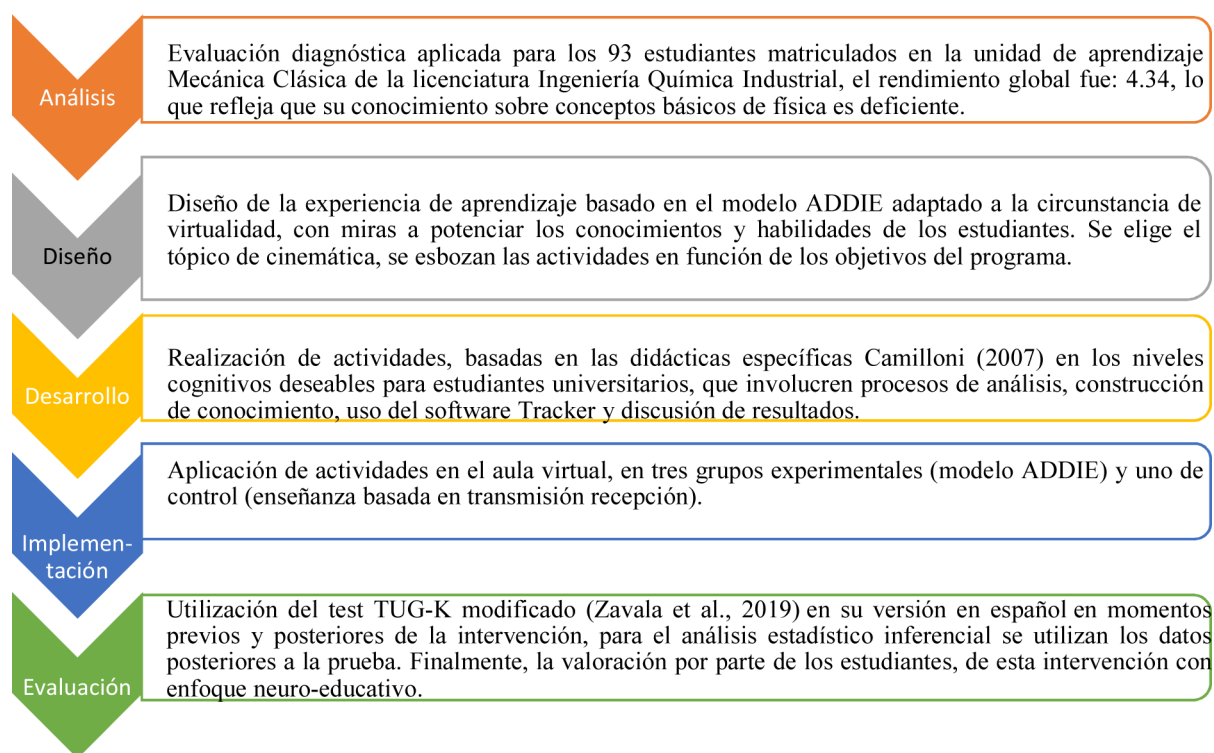 Análisis
Evaluación diagnóstica aplicada para los 93 estudiantes matriculados en la unidad de aprendizaje
Mecánica Clásica de la licenciatura Ingeniería Química Industrial, el rendimiento global fue: 4.34, lo
que refleja que su conocimiento sobre conceptos básicos de física es deficiente.
Diseño
Diseño de la experiencia de aprendizaje basado en el modelo ADDIE adaptado a la circunstancia de
virtualidad, con miras a potenciar los conocimientos y habilidades de los estudiantes. Se elige el
tópico de cinemática, se esbozan las actividades en función de los objetivos del programa.
Desarrollo
Realización de actividades, basadas en las didácticas específicas Camilloni (2007) en los niveles
cognitivos deseables para estudiantes universitarios, que involucren procesos de análisis, construcción
de conocimiento, uso del software Tracker y discusión de resultados.
Implemen-
tación
Aplicación de actividades en el aula virtual, en tres grupos experimentales (modelo ADDIE) y uno de
control (enseñanza basada en transmisión recepción).
Evaluación
Utilización del test TUG-K modificado (Zavala et al., 2019) en su versión en español en momentos
previos y posteriores de la intervención, para el análisis estadístico inferencial se utilizan los datos
posteriores a la prueba. Finalmente, la valoración por parte de los estudiantes, de esta intervención con
enfoque neuro-educativo.